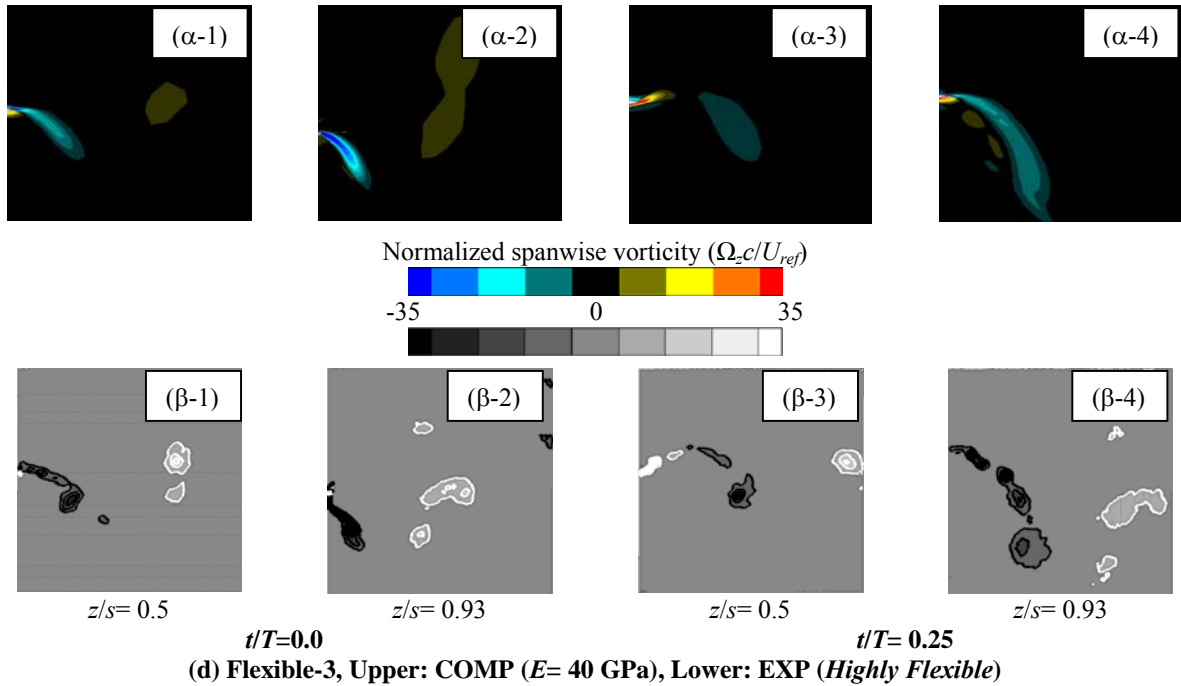 (α-1) (α-2) (α-3) (α-4)
Normalized spanwise vorticity (Ω_zc/U_ref)
-35 0 35
(β-1) (β-2) (β-3) (β-4)
z/s= 0.5 z/s= 0.93 z/s= 0.5 z/s= 0.93
t/T=0.0 t/T= 0.25
(d) Flexible-3, Upper: COMP (E= 40 GPa), Lower: EXP (Highly Flexible)